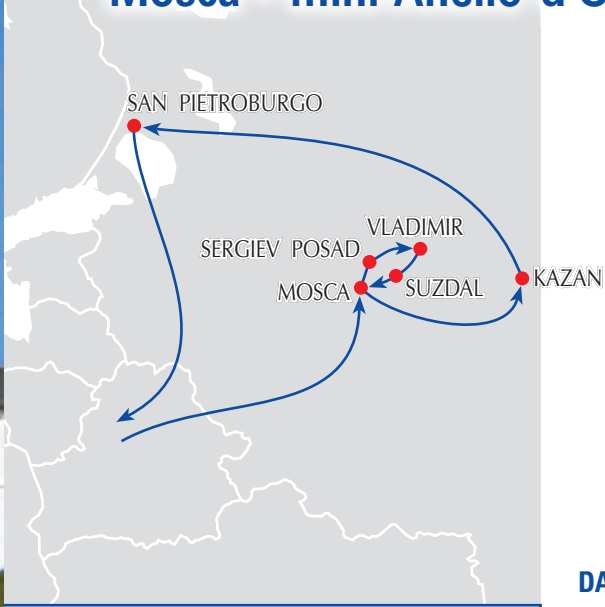 SAN PIETROBURGO
VLADIMIR
SERGIEV POSAD
MOSCA
SUZDAL
KAZAN